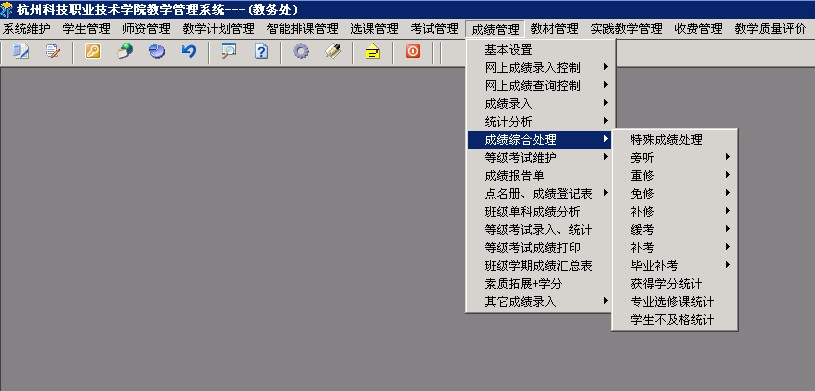 杭州科技职业技术学院教学管理系统---(教务处)
系统维护 学生管理 师资管理 教学计划管理 智能排课管理 选课管理 考试管理 成绩管理 教材管理 实践教学管理 收费管理 教学质量评价
基本设置
网上成绩录入控制
网上成绩查询控制
成绩录入
统计分析
成绩综合处理
等级考试维护
成绩报告单
点名册、成绩登记表
班级单科成绩分析
等级考试录入、统计
等级考试成绩打印
班级学期成绩汇总表
素质拓展+学分
其它成绩录入
特殊成绩处理
旁听
重修
免修
补修
缓考
补考
毕业补考
获得学分统计
专业选修课统计
学生不及格统计